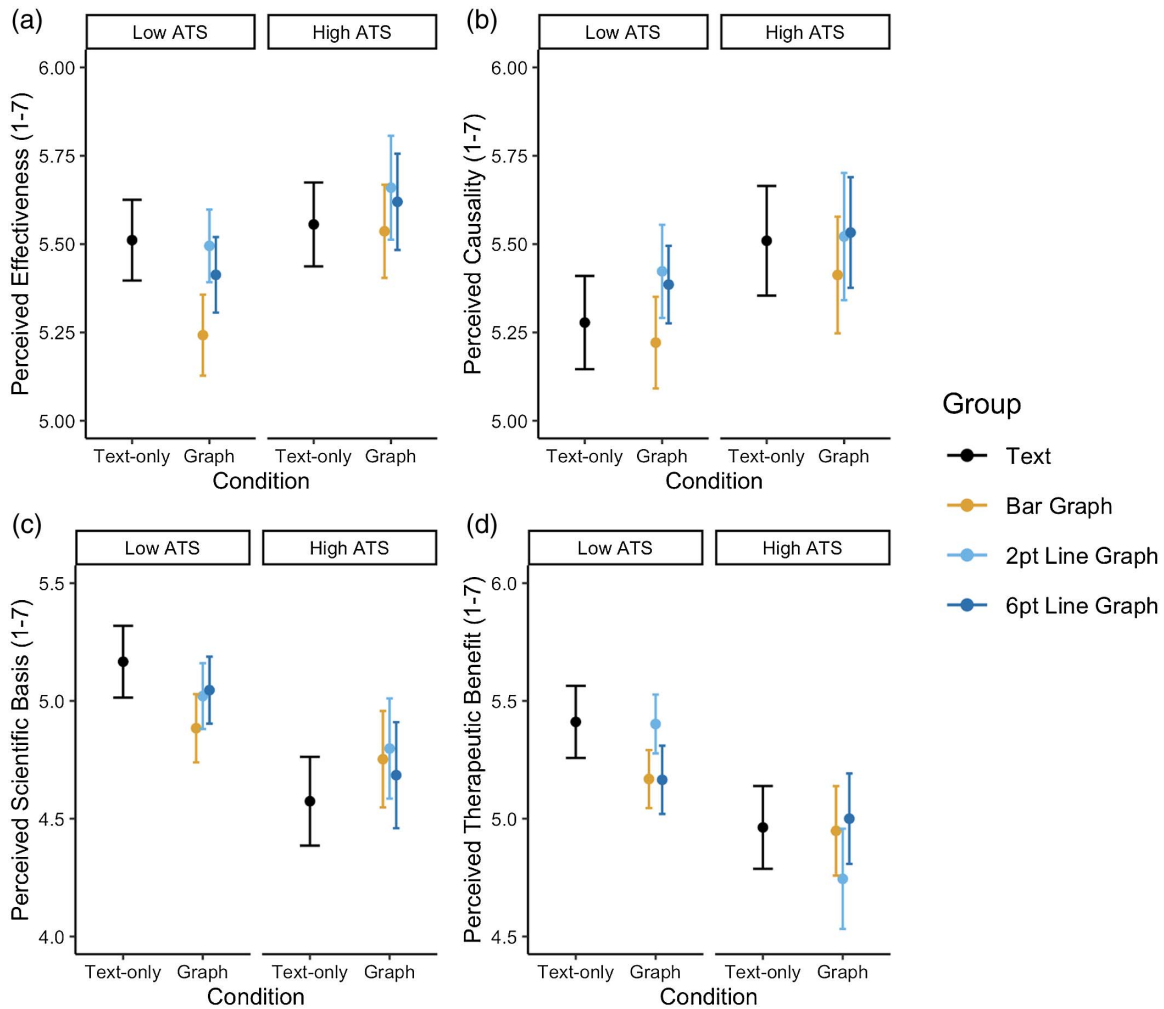 (a)
Low ATS
High ATS
Perceived Effectiveness (1-7)
6.00
5.75
5.50
5.25
5.00
Text-only
Graph
Text-only
Graph
Condition
(b)
Low ATS
High ATS
Perceived Causality (1-7)
6.00
5.75
5.50
5.25
5.00
Text-only
Graph
Text-only
Graph
Condition
Group
Text
Bar Graph
2pt Line Graph
6pt Line Graph
(c)
Low ATS
High ATS
Perceived Scientific Basis (1-7)
5.5
5.0
4.5
4.0
Text-only
Graph
Text-only
Graph
Condition
(d)
Low ATS
High ATS
Perceived Therapeutic Benefit (1-7)
6.0
5.5
5.0
4.5
Text-only
Graph
Text-only
Graph
Condition